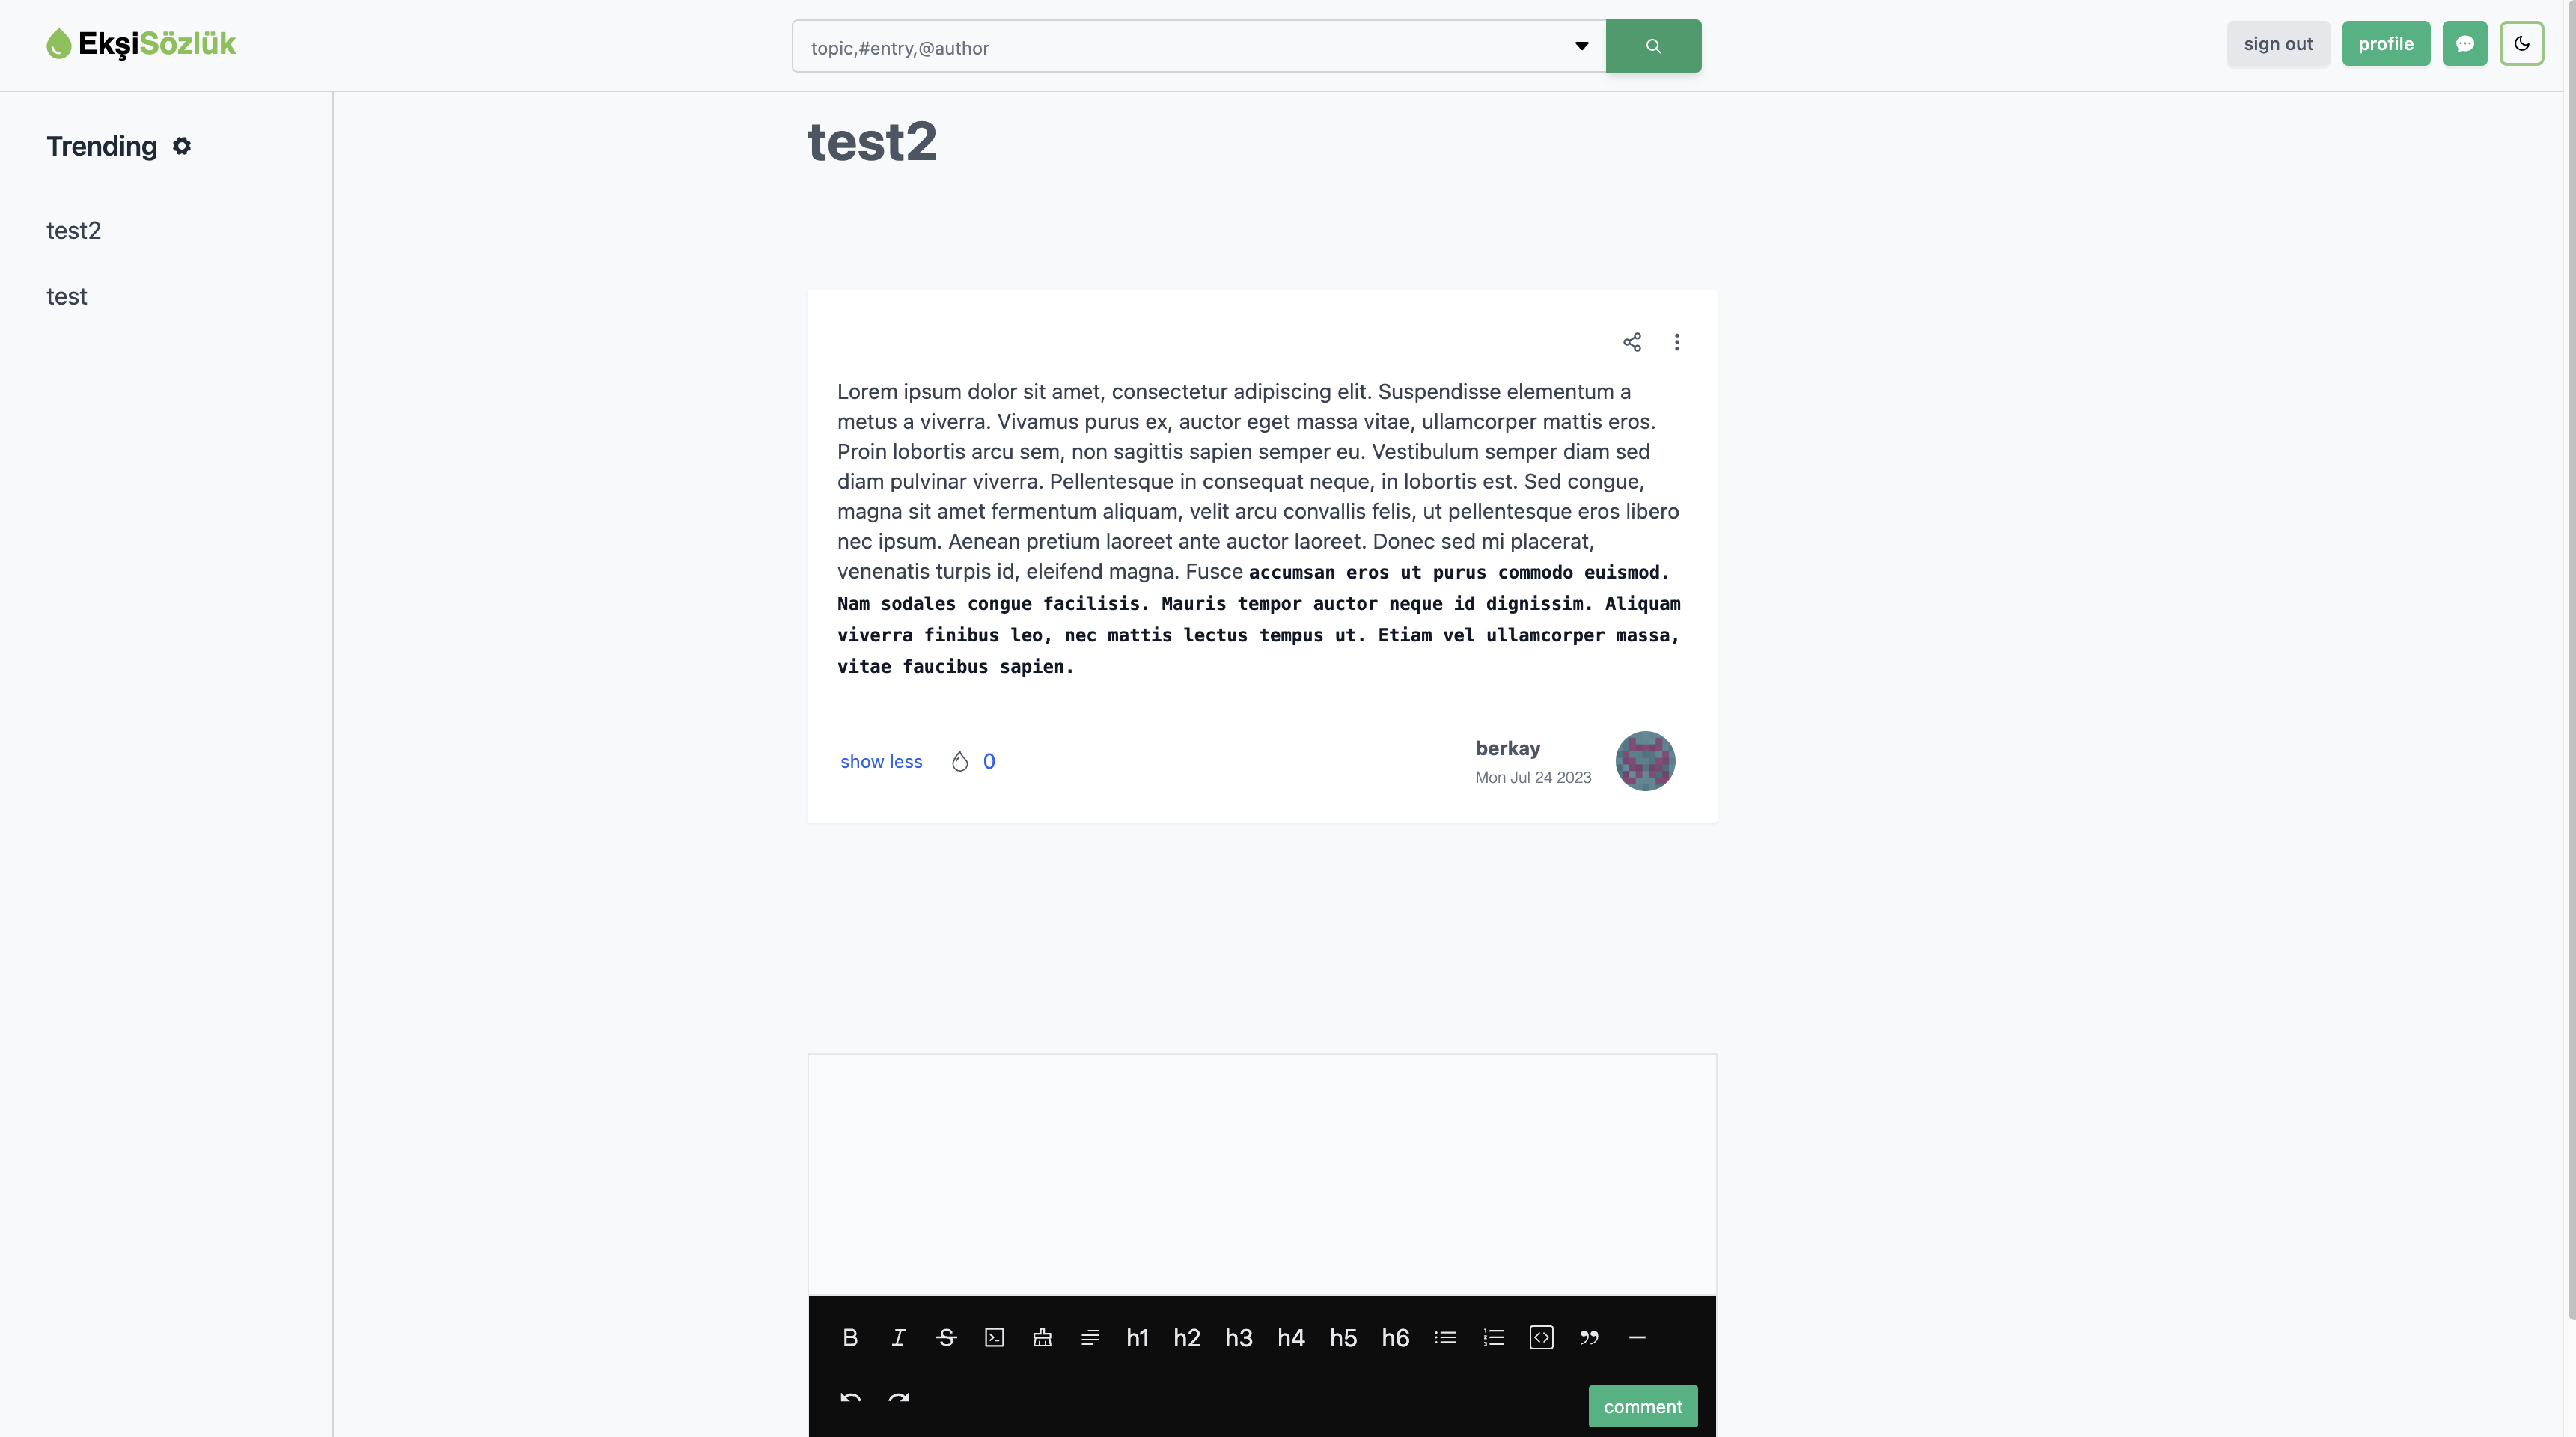 EkşiSözlük
topic,#entry,@author
sign out
profile
Trending
test2
test
test2
Lorem ipsum dolor sit amet, consectetur adipiscing elit. Suspendisse elementum a
metus a viverra. Vivamus purus ex, auctor eget massa vitae, ullamcorper mattis eros.
Proin lobortis arcu sem, non sagittis sapien semper eu. Vestibulum semper diam sed
diam pulvinar viverra. Pellentesque in consequat neque, in lobortis est. Sed congue,
magna sit amet fermentum aliquam, velit arcu convallis felis, ut pellentesque eros libero
nec ipsum. Aenean pretium laoreet ante auctor laoreet. Donec sed mi placerat,
venenatis turpis id, eleifend magna. Fusce accumsan eros ut purus commodo euismod.
Nam sodales congue facilisis. Mauris tempor auctor neque id dignissim. Aliquam
viverra finibus leo, nec mattis lectus tempus ut. Etiam vel ullamcorper massa,
vitae faucibus sapien.
show less
0
berkay
Mon Jul 24 2023
B I S h1 h2 h3 h4 h5 h6
comment